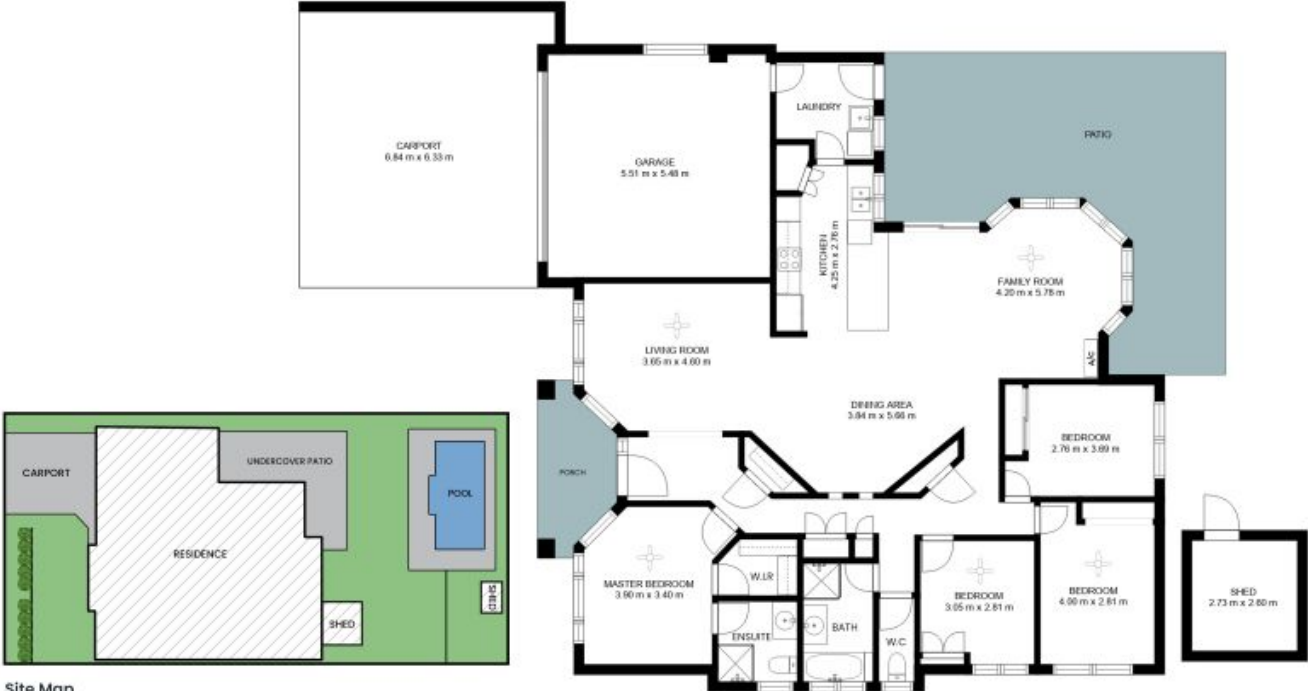 CARPORT
6.84 m x 6.33 m
GARAGE
5.51 m x 5.48 m
LAUNDRY
PATIO
KITCHEN
4.25 m x 2.76 m
FAMILY ROOM
4.20 m x 5.78 m
LIVING ROOM
3.65 m x 4.60 m
A/C
DINING AREA
3.84 m x 5.66 m
BEDROOM
2.76 m x 3.69 m
PORCH
MASTER BEDROOM
3.90 m x 3.40 m
W.I.R
ENSUITE
BATH
W.C.
BEDROOM
3.05 m x 2.81 m
BEDROOM
4.00 m x 2.81 m
SHED
2.73 m x 2.60 m
CARPORT
UNDERCOVER PATIO
POOL
RESIDENCE
SHED
SHED
Site Map